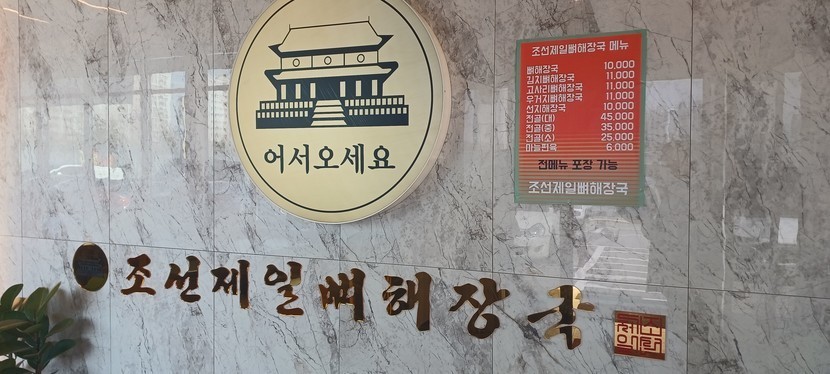 어서오세요
조선제일뼈해장국 메뉴
뼈해장국 10,000
김치뼈해장국 11,000
고사리뼈해장국 11,000
우거지뼈해장국 11,000
선지해장국 10,000
전골(대) 45,000
전골(중) 35,000
전골(소) 25,000
마늘편육 6,000
전메뉴 포장 가능
조선제일뼈해장국
조선제일뼈해장국